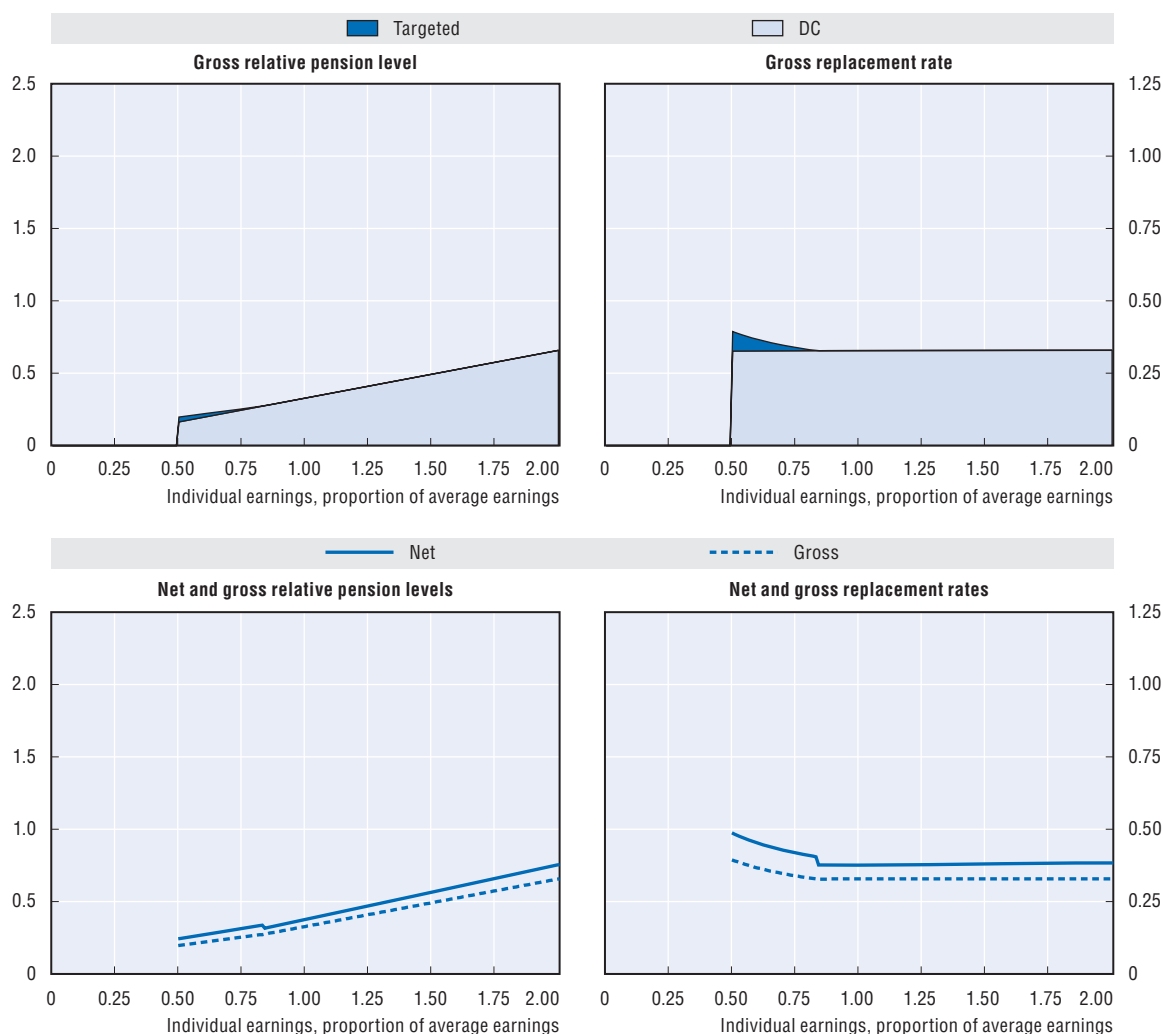 Targeted DC
Gross relative pension level
Gross replacement rate
2.5
2.0
1.5
1.0
0.5
0
0 0.25 0.50 0.75 1.00 1.25 1.50 1.75 2.00
Individual earnings, proportion of average earnings
1.25
1.00
0.75
0.50
0.25
0
0 0.25 0.50 0.75 1.00 1.25 1.50 1.75 2.00
Individual earnings, proportion of average earnings
Net Gross
Net and gross relative pension levels
Net and gross replacement rates
2.5
2.0
1.5
1.0
0.5
0
0 0.25 0.50 0.75 1.00 1.25 1.50 1.75 2.00
Individual earnings, proportion of average earnings
1.25
1.00
0.75
0.50
0.25
0
0 0.25 0.50 0.75 1.00 1.25 1.50 1.75 2.00
Individual earnings, proportion of average earnings